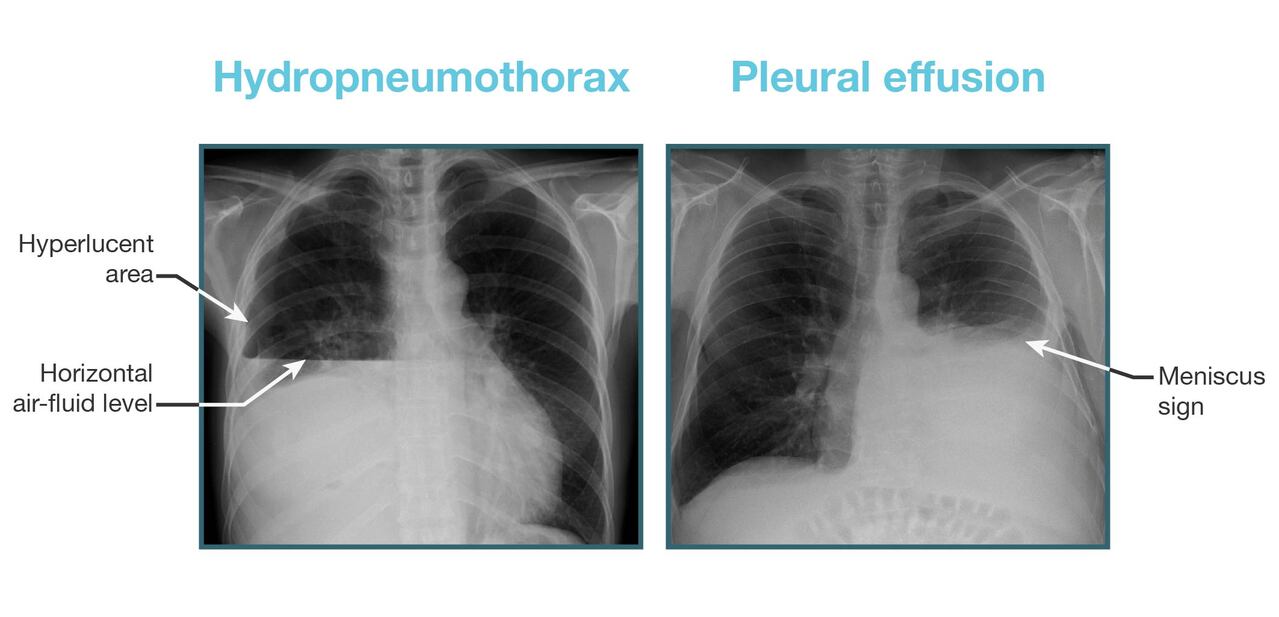 Hydropneumothorax
Pleural effusion
Hyperlucent
area
Horizontal
air-fluid level
Meniscus
sign